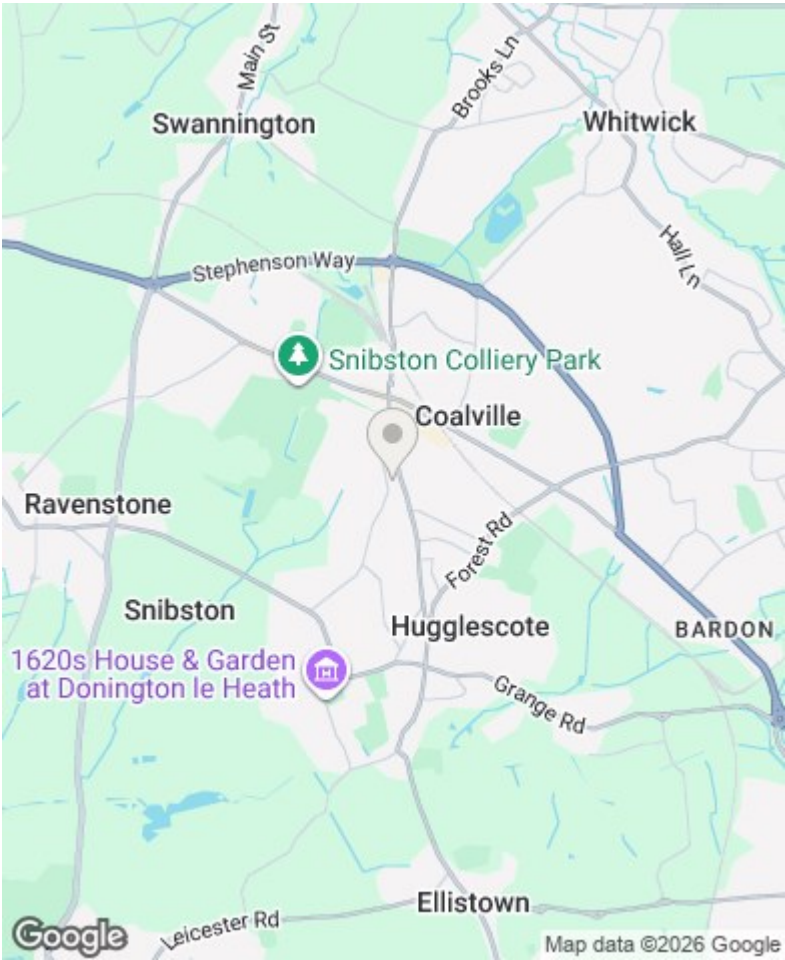 Main St
Brooks Ln
Swannington
Whitwick
Hall Ln
Stephenson Way
Snibston Colliery Park
Coalville
Ravenstone
Forest Rd
Snibston
Hugglescote
BARDON
1620s House & Garden
at Donington le Heath
Grange Rd
Ellistown
Leicester Rd
Google
Map data ©2026 Google